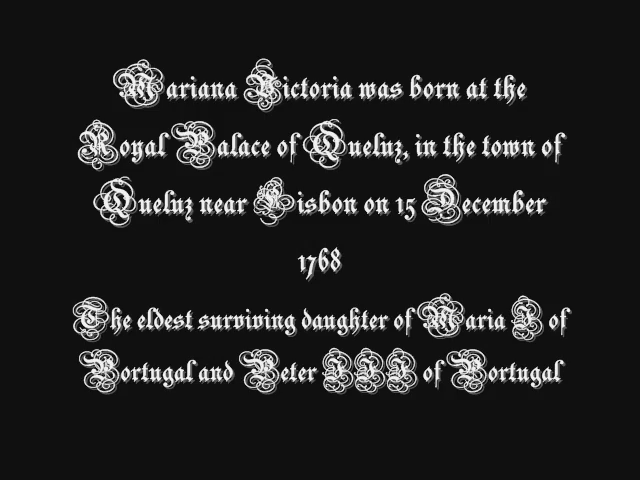 Mariana Victoria was born at the
Royal Palace of Queluz, in the town of
Queluz near Lisbon on 15 December
1768
The eldest surviving daughter of Maria I of
Portugal and Peter III of Portugal